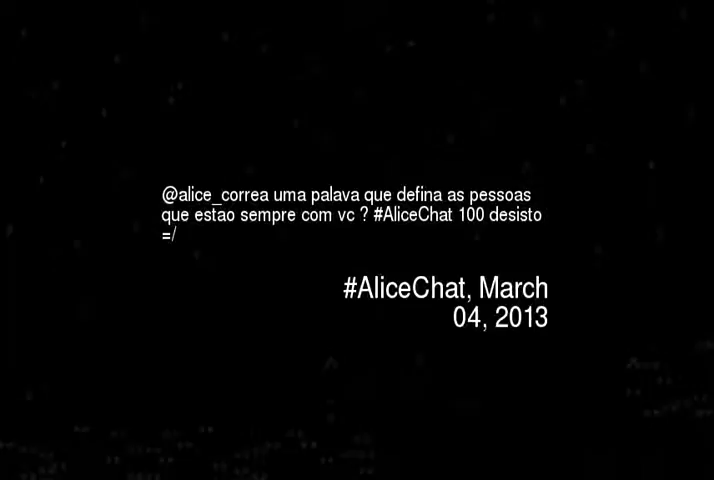 @alice_correa uma palava que defina as pessoas
que estao sempre com vc ? #AliceChat 100 desisto
=/
#AliceChat, March
04, 2013